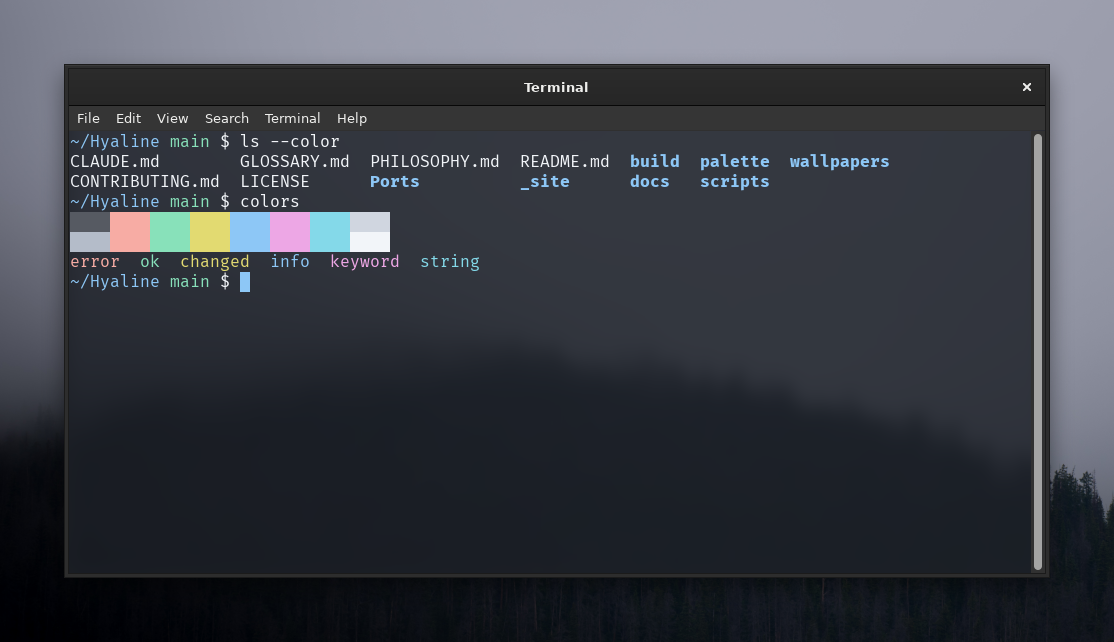 Terminal ×
File Edit View Search Terminal Help
~/Hyaline main $ ls --color
CLAUDE.md GLOSSARY.md PHILOSOPHY.md README.md build palette wallpapers
CONTRIBUTING.md LICENSE Ports _site docs scripts
~/Hyaline main $ colors
error ok changed info keyword string
~/Hyaline main $